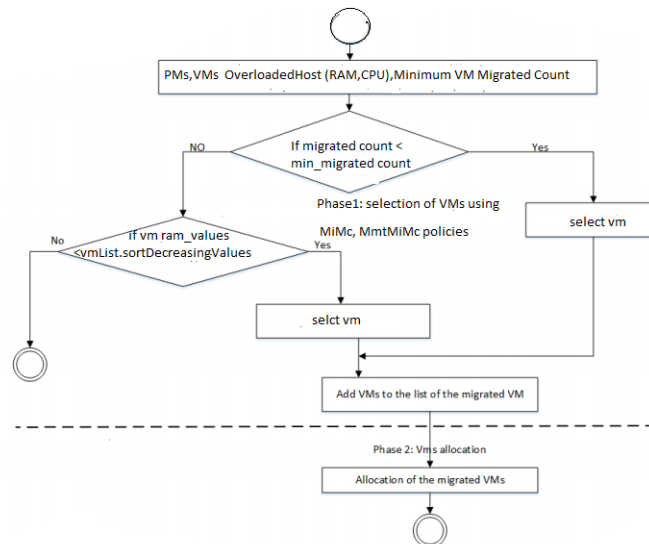 PMs,VMs OverloadedHost (RAM,CPU),Minimum VM Migrated Count
If migrated count <
min_migrated count
NO
Yes
Phase1: selection of VMs using
MiMc, MmtMiMc policies
select vm
if vm ram_values
<vmList.sortDecreasingValues
No
Yes
selct vm
Add VMs to the list of the migrated VM
Phase 2: Vms allocation
Allocation of the migrated VMs